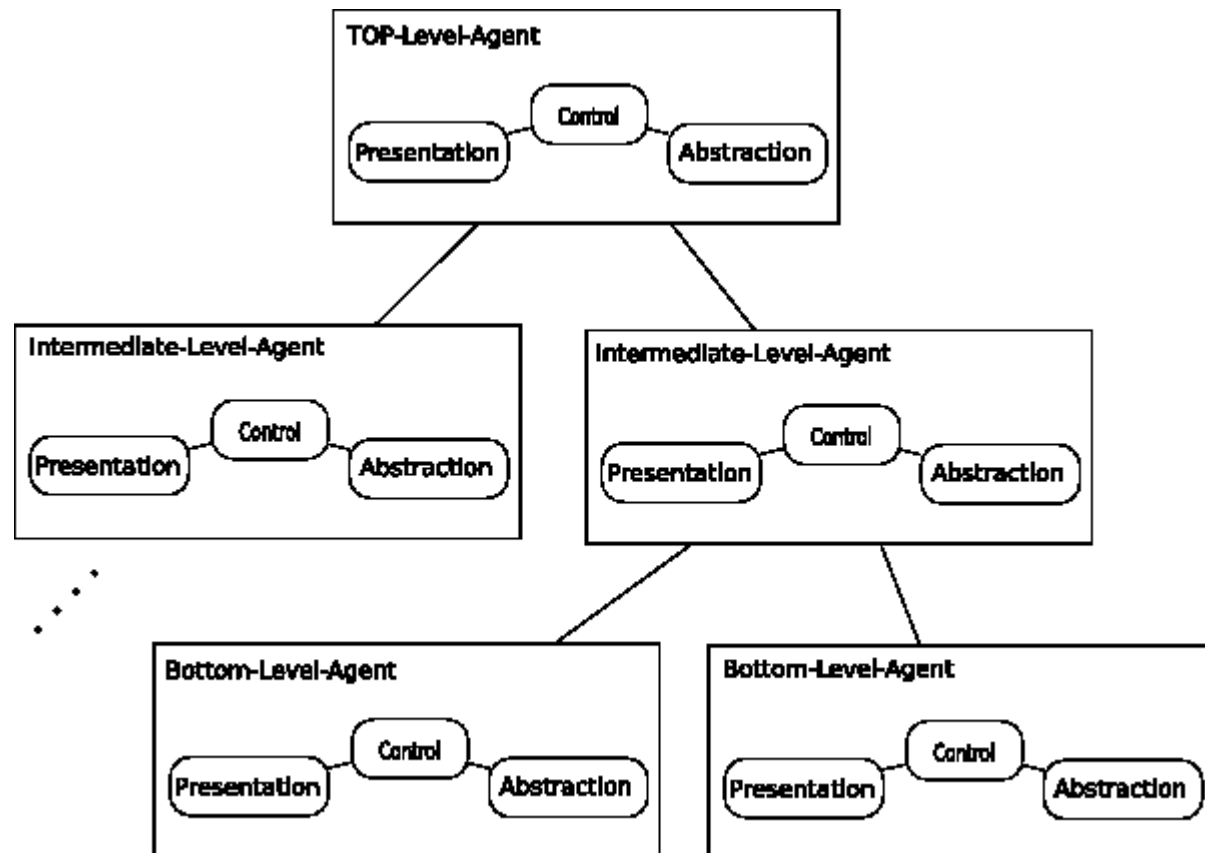 TOP-Level-Agent
Control
Presentation
Abstraction
Intermediate-Level-Agent
Control
Presentation
Abstraction
Intermediate-Level-Agent
Control
Presentation
Abstraction
Bottom-Level-Agent
Control
Presentation
Abstraction
Bottom-Level-Agent
Control
Presentation
Abstraction